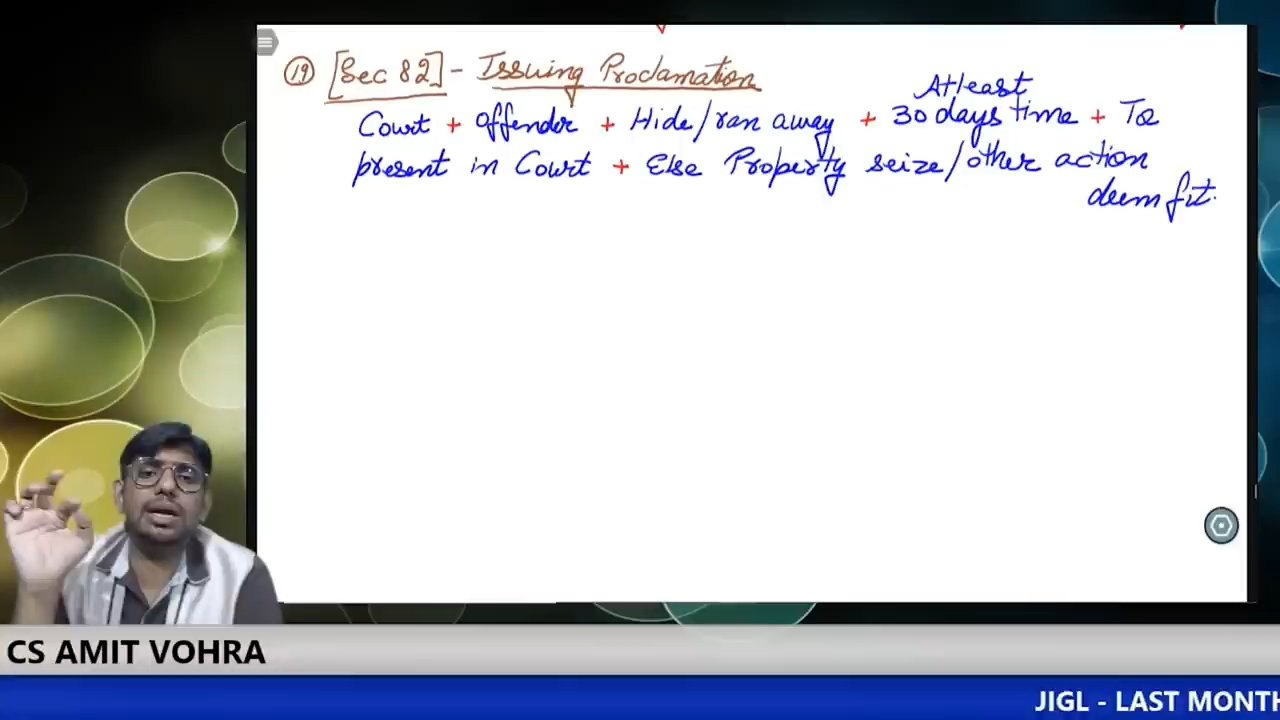 19 [Sec 82] - Issuing Proclamation
Atleast
Court + offender + Hide/ran away + 30 days time + To
present in Court + Else Property seize/other action
deem fit.
CS AMIT VOHRA
JIGL - LAST MONTH